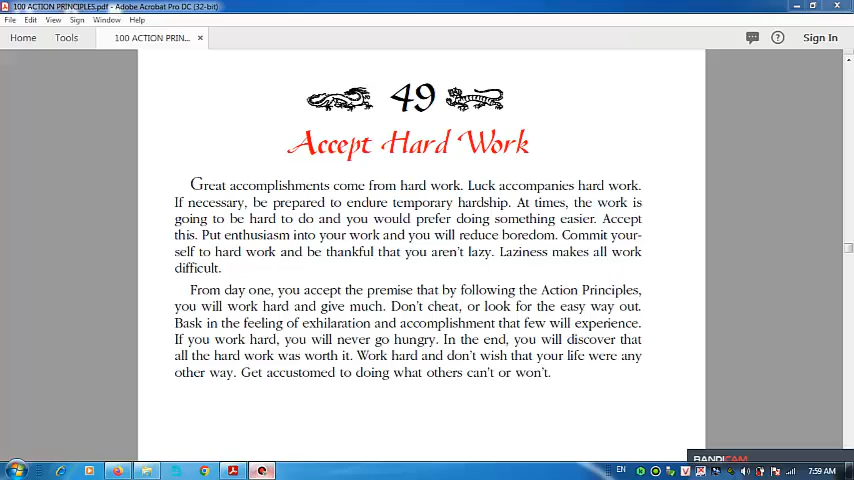 100 ACTION PRINCIPLES.pdf - Adobe Acrobat Pro DC (32-bit)
File Edit View Sign Window Help
Home Tools 100 ACTION PRIN... × Sign In
49
Accept Hard Work
Great accomplishments come from hard work. Luck accompanies hard work.
If necessary, be prepared to endure temporary hardship. At times, the work is
going to be hard to do and you would prefer doing something easier. Accept
this. Put enthusiasm into your work and you will reduce boredom. Commit your-
self to hard work and be thankful that you aren't lazy. Laziness makes all work
difficult.
From day one, you accept the premise that by following the Action Principles,
you will work hard and give much. Don't cheat, or look for the easy way out.
Bask in the feeling of exhilaration and accomplishment that few will experience.
If you work hard, you will never go hungry. In the end, you will discover that
all the hard work was worth it. Work hard and don't wish that your life were any
other way. Get accustomed to doing what others can't or won't.
BANDICAM
EN 7:59 AM